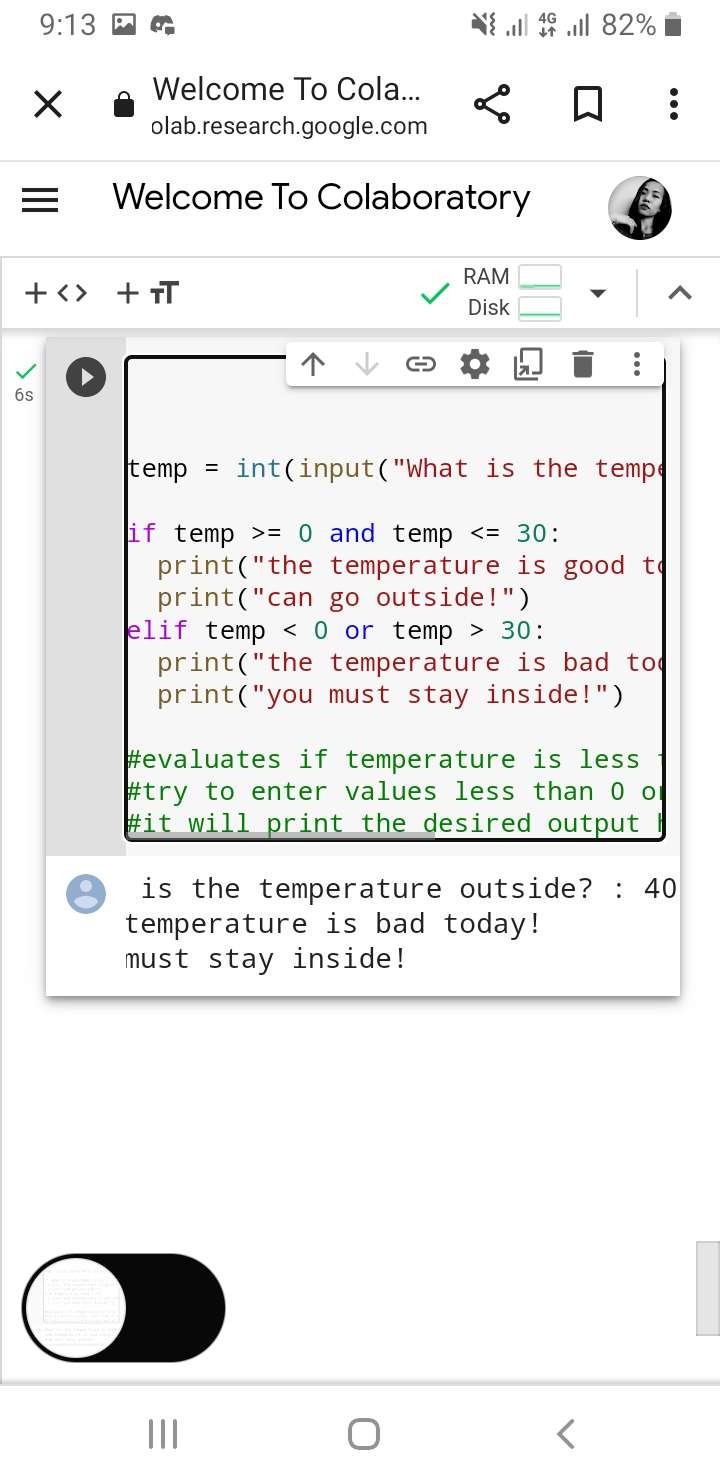 9:13 4G 82%
Welcome To Cola...
olab.research.google.com
Welcome To Colaboratory
RAM
Disk
6s
temp = int(input("What is the tempe
if temp >= 0 and temp <= 30:
print("the temperature is good to
print("can go outside!")
elif temp < 0 or temp > 30:
print("the temperature is bad too
print("you must stay inside!")
#evaluates if temperature is less
#try to enter values less than 0 or
#it will print the desired output
is the temperature outside? : 40
temperature is bad today!
must stay inside!